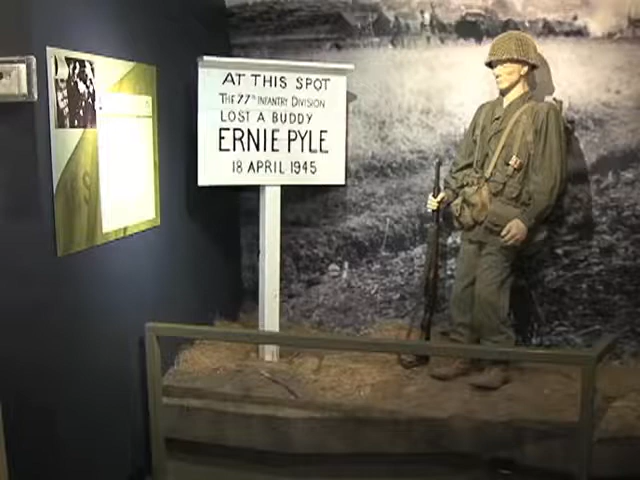 AT THIS SPOT
THE 77TH INFANTRY DIVISION
LOST A BUDDY
ERNIE PYLE
18 APRIL 1945